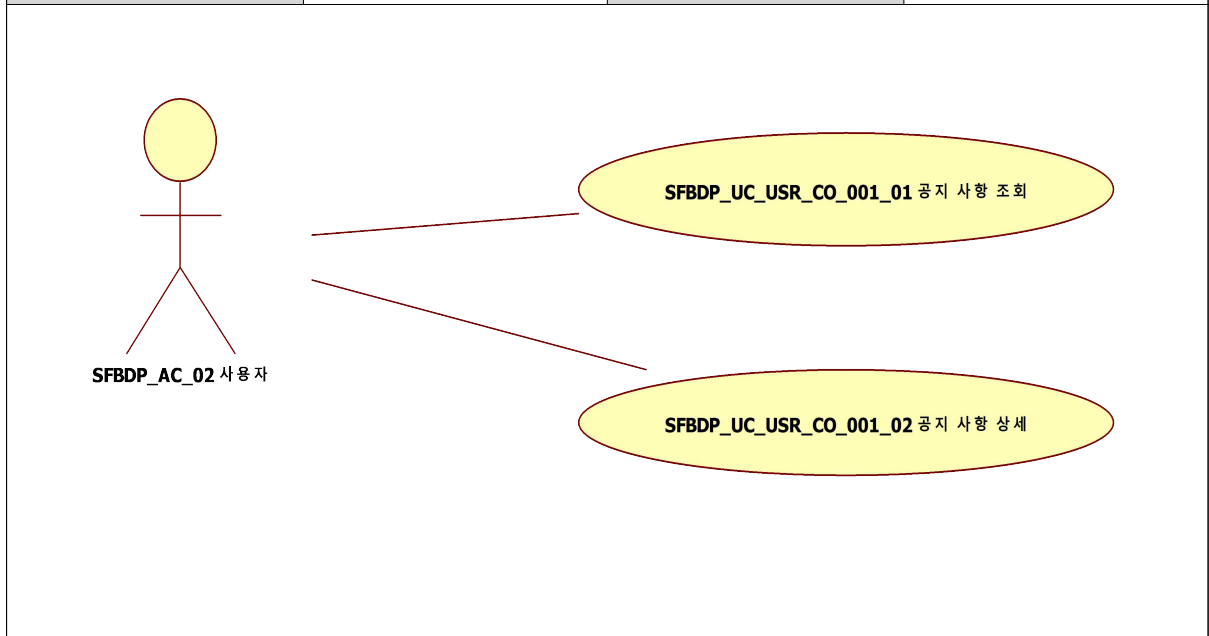 SFBDP_UC_USR_CO_001_01 공지 사항 조회
SFBDP_AC_02 사용자
SFBDP_UC_USR_CO_001_02 공지 사항 상세